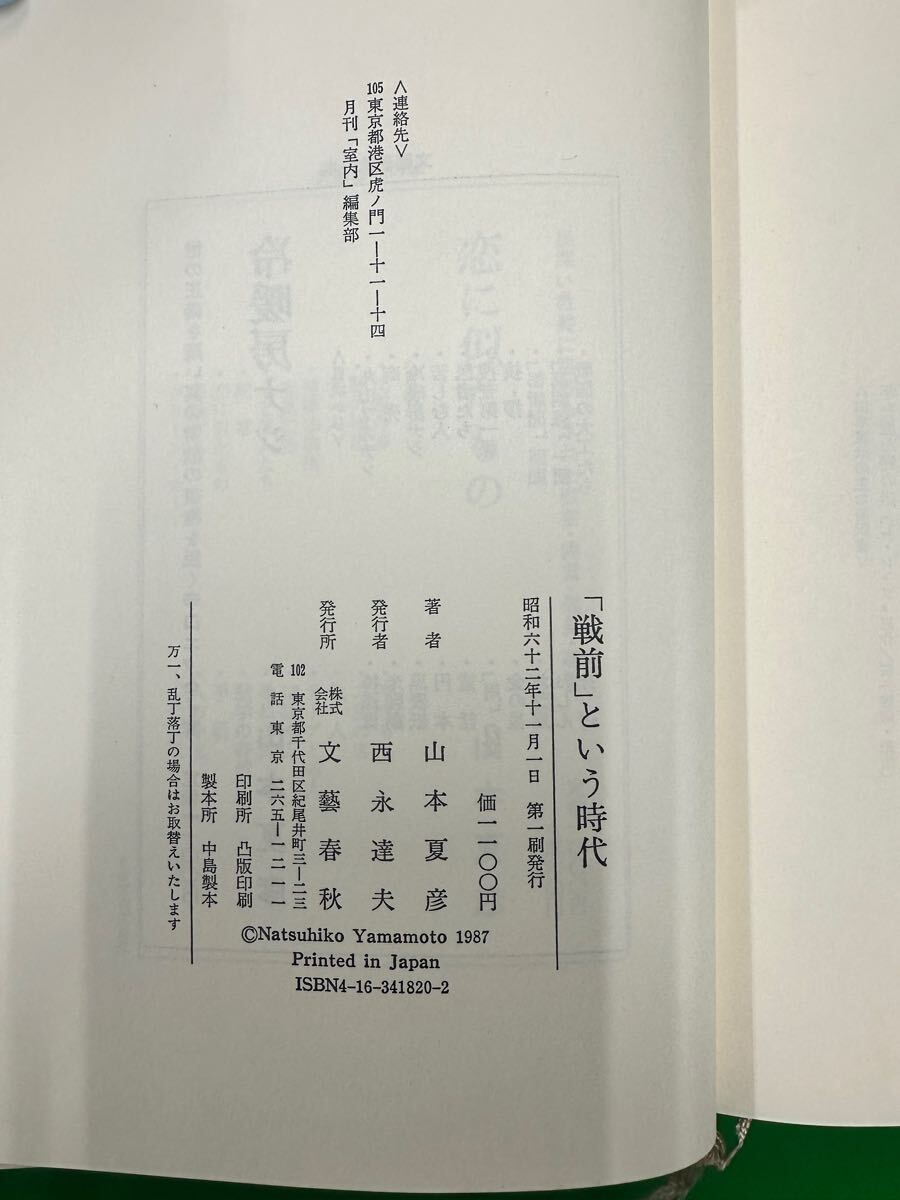 〈連絡先〉
105 東京都港区虎ノ門一―十一―十四
月刊「室内」編集部
「戦前」という時代
昭和六十二年十一月一日　第一刷発行
価一一〇〇円
著者　山本夏彦
発行者　西永達夫
発行所　株式会社　文藝春秋
102 東京都千代田区紀尾井町三―二三
電話東京二六五―一二一一
印刷所　凸版印刷
製本所　中島製本
万一、乱丁落丁の場合はお取替えいたします
©Natsuhiko Yamamoto 1987
Printed in Japan
ISBN4-16-341820-2